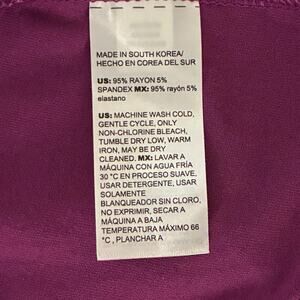 MADE IN SOUTH KOREA/
HECHO EN COREA DEL SUR
US: 95% RAYON 5%
SPANDEX MX: 95% rayón 5%
elastano
US: MACHINE WASH COLD,
GENTLE CYCLE, ONLY
NON-CHLORINE BLEACH,
TUMBLE DRY LOW, WARM
IRON, MAY BE DRY
CLEANED. MX: LAVAR A
MÁQUINA CON AGUA FRÍA
30 °C EN PROCESO SUAVE,
USAR DETERGENTE, USAR
SOLAMENTE
BLANQUEADOR SIN CLORO,
NO EXPRIMIR, SECAR A
MÁQUINA A BAJA
TEMPERATURA MÁXIMO 66
°C , PLANCHAR A